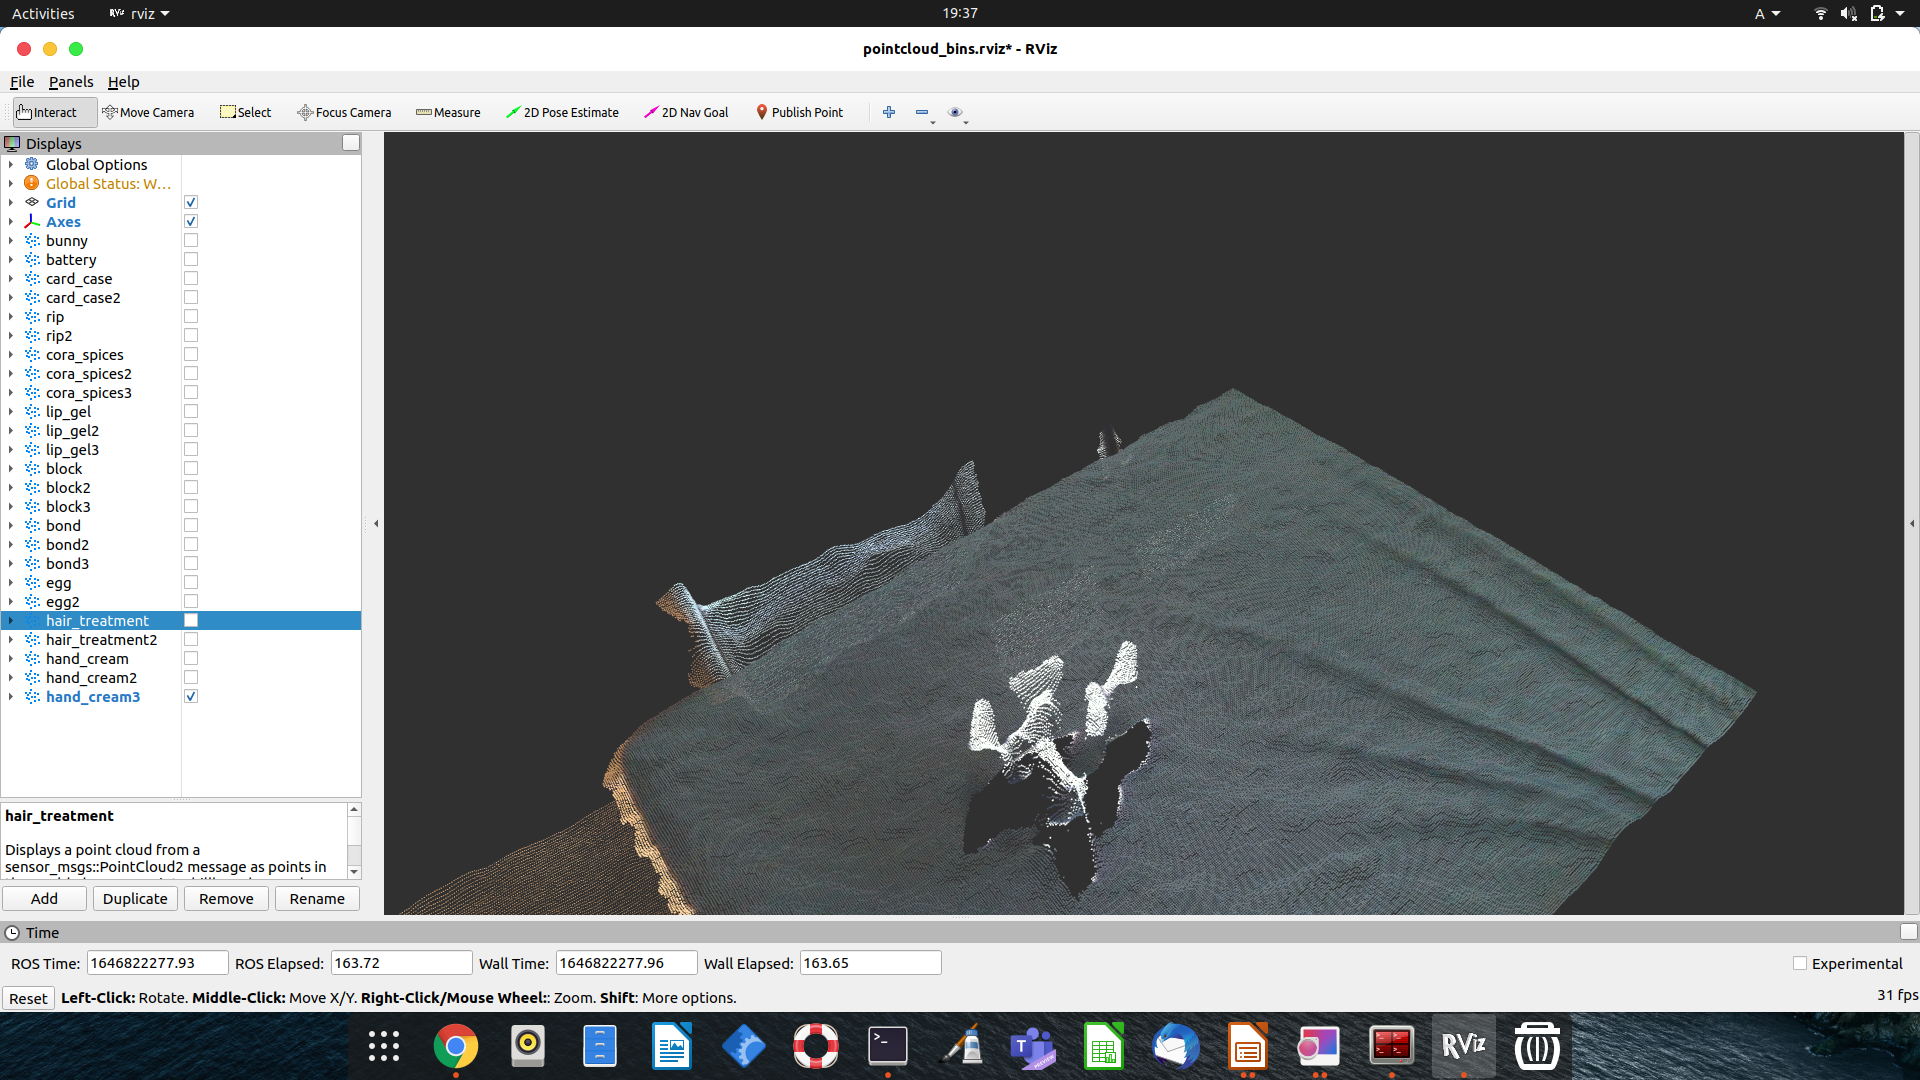 Activities
RViz rviz
19:37
A
pointcloud_bins.rviz* - RViz
File Panels Help
Interact Move Camera Select Focus Camera Measure 2D Pose Estimate 2D Nav Goal Publish Point
Displays
Global Options
Global Status: W...
Grid
Axes
bunny
battery
card_case
card_case2
rip
rip2
cora_spices
cora_spices2
cora_spices3
lip_gel
lip_gel2
lip_gel3
block
block2
block3
bond
bond2
bond3
egg
egg2
hair_treatment
hair_treatment2
hand_cream
hand_cream2
hand_cream3
hair_treatment
Displays a point cloud from a
sensor_msgs::PointCloud2 message as points in
Add Duplicate Remove Rename
Time
ROS Time: 1646822277.93 ROS Elapsed: 163.72 Wall Time: 1646822277.96 Wall Elapsed: 163.65 Experimental
Reset Left-Click: Rotate. Middle-Click: Move X/Y. Right-Click/Mouse Wheel:: Zoom. Shift: More options. 31 fps
>_ T PREVIEW RViz